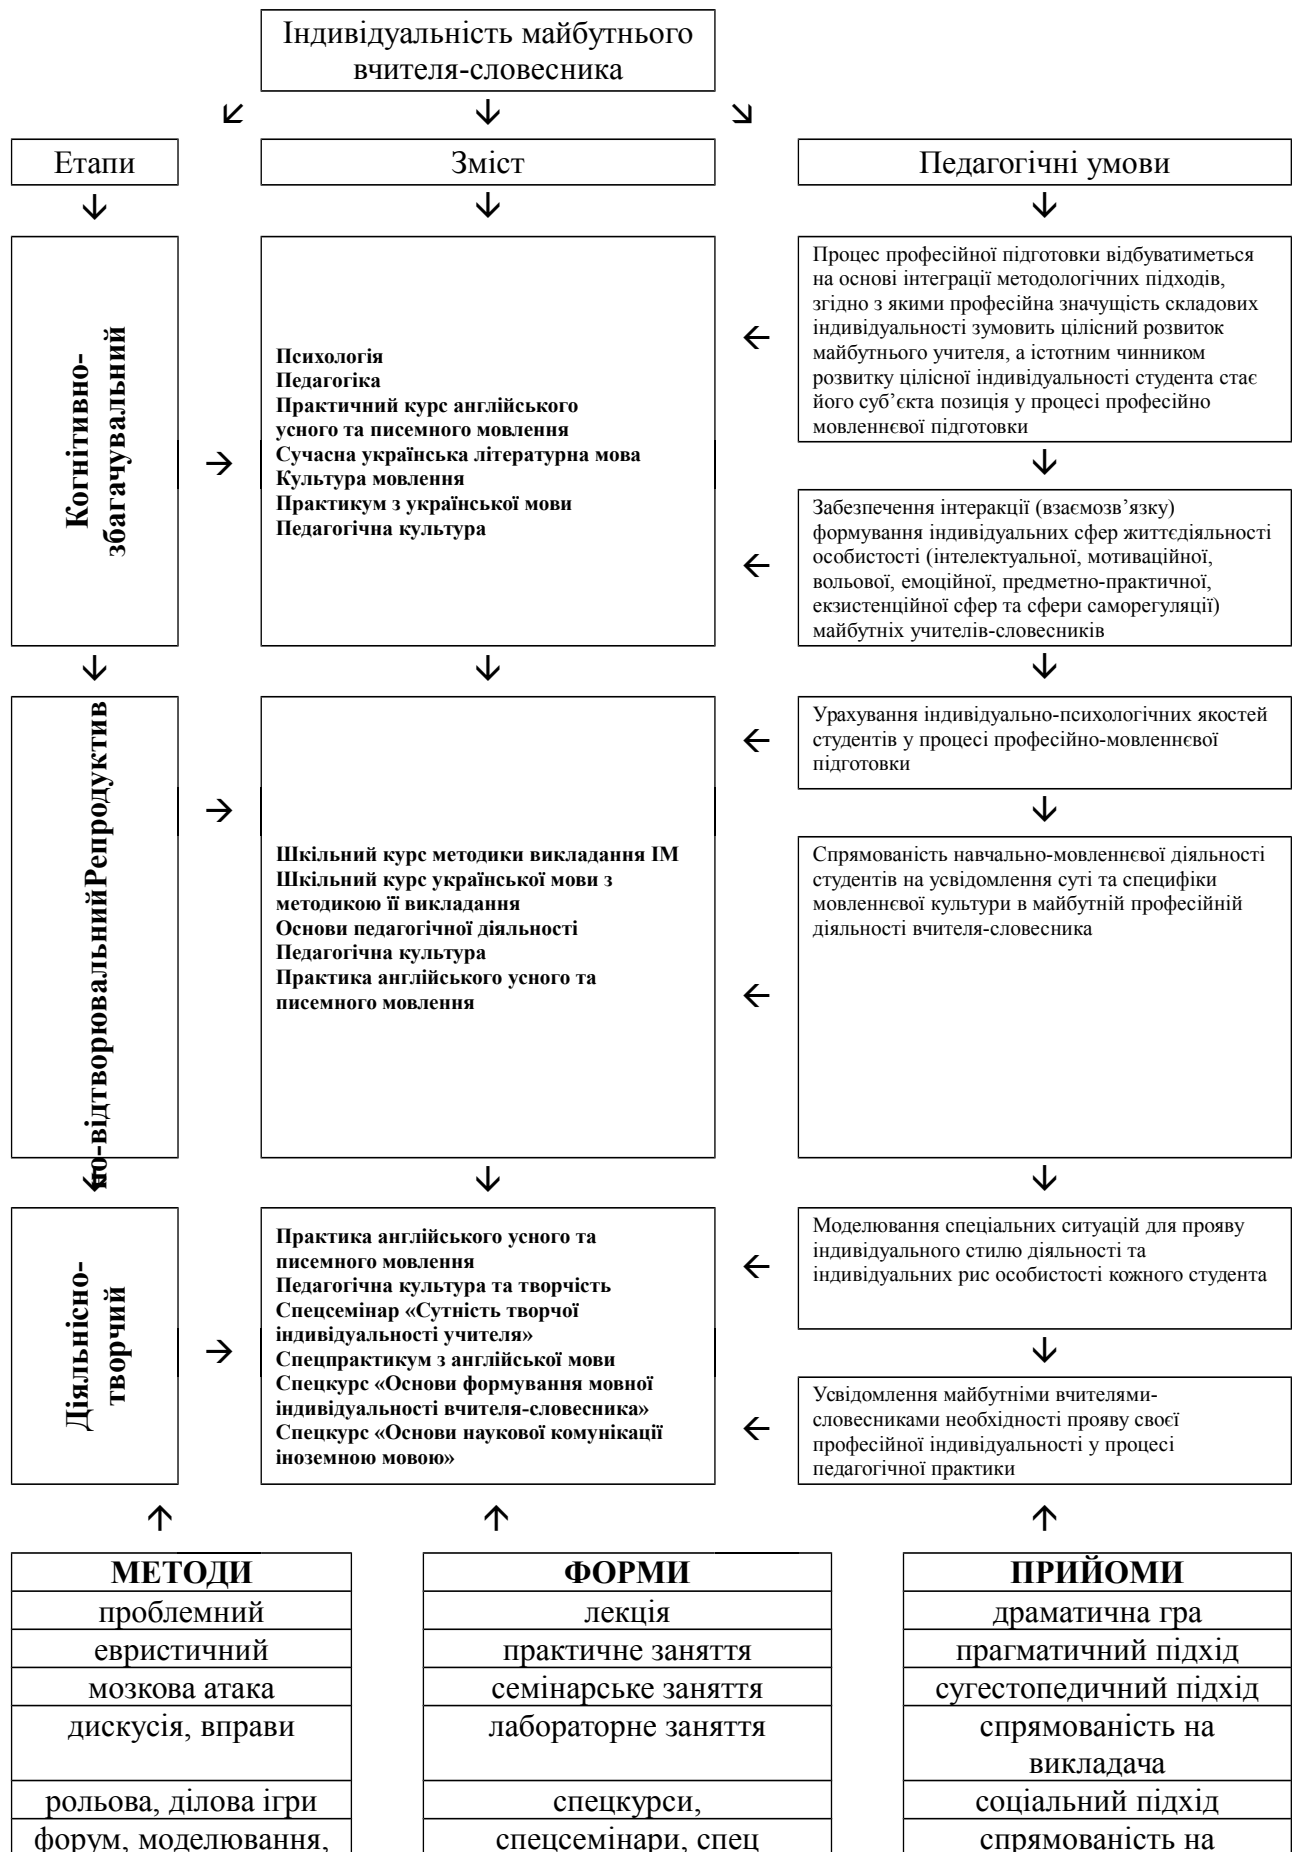 Індивідуальність майбутнього
вчителя-словесника
Етапи
Зміст
Педагогічні умови
Когнітивно-
збагачувальний
Психологія
Педагогіка
Практичний курс англійського
усного та писемного мовлення
Сучасна українська літературна мова
Культура мовлення
Практикум з української мови
Педагогічна культура
Процес професійної підготовки відбуватиметься
на основі інтеграції методологічних підходів,
згідно з якими професійна значущість складових
індивідуальності зумовить цілісний розвиток
майбутнього учителя, а істотним чинником
розвитку цілісної індивідуальності студента стає
його суб’єкта позиція у процесі професійно
мовленнєвої підготовки
Забезпечення інтеракції (взаємозв’язку)
формування індивідуальних сфер життєдіяльності
особистості (інтелектуальної, мотиваційної,
вольової, емоційної, предметно-практичної,
екзистенційної сфер та сфери саморегуляції)
майбутніх учителів-словесників
но-відтворювальнийРепродуктив
Шкільний курс методики викладання ІМ
Шкільний курс української мови з
методикою її викладання
Основи педагогічної діяльності
Педагогічна культура
Практика англійського усного та
писемного мовлення
Урахування індивідуально-психологічних якостей
студентів у процесі професійно-мовленнєвої
підготовки
Спрямованість навчально-мовленнєвої діяльності
студентів на усвідомлення суті та специфіки
мовленнєвої культури в майбутній професійній
діяльності вчителя-словесника
Діяльнісно-
творчий
Практика англійського усного та
писемного мовлення
Педагогічна культура та творчість
Спецсемінар «Сутність творчої
індивідуальності учителя»
Спецпрактикум з англійської мови
Спецкурс «Основи формування мовної
індивідуальності вчителя-словесника»
Спецкурс «Основи наукової комунікації
іноземною мовою»
Моделювання спеціальних ситуацій для прояву
індивідуального стилю діяльності та
індивідуальних рис особистості кожного студента
Усвідомлення майбутніми вчителями-
словесниками необхідності прояву своєї
професійної індивідуальності у процесі
педагогічної практики
МЕТОДИ
проблемний
евристичний
мозкова атака
дискусія, вправи
рольова, ділова ігри
форум, моделювання,
ФОРМИ
лекція
практичне заняття
семінарське заняття
лабораторне заняття
спецкурси,
спецсемінари, спец
ПРИЙОМИ
драматична гра
прагматичний підхід
сугестопедичний підхід
спрямованість на
викладача
соціальний підхід
спрямованість на